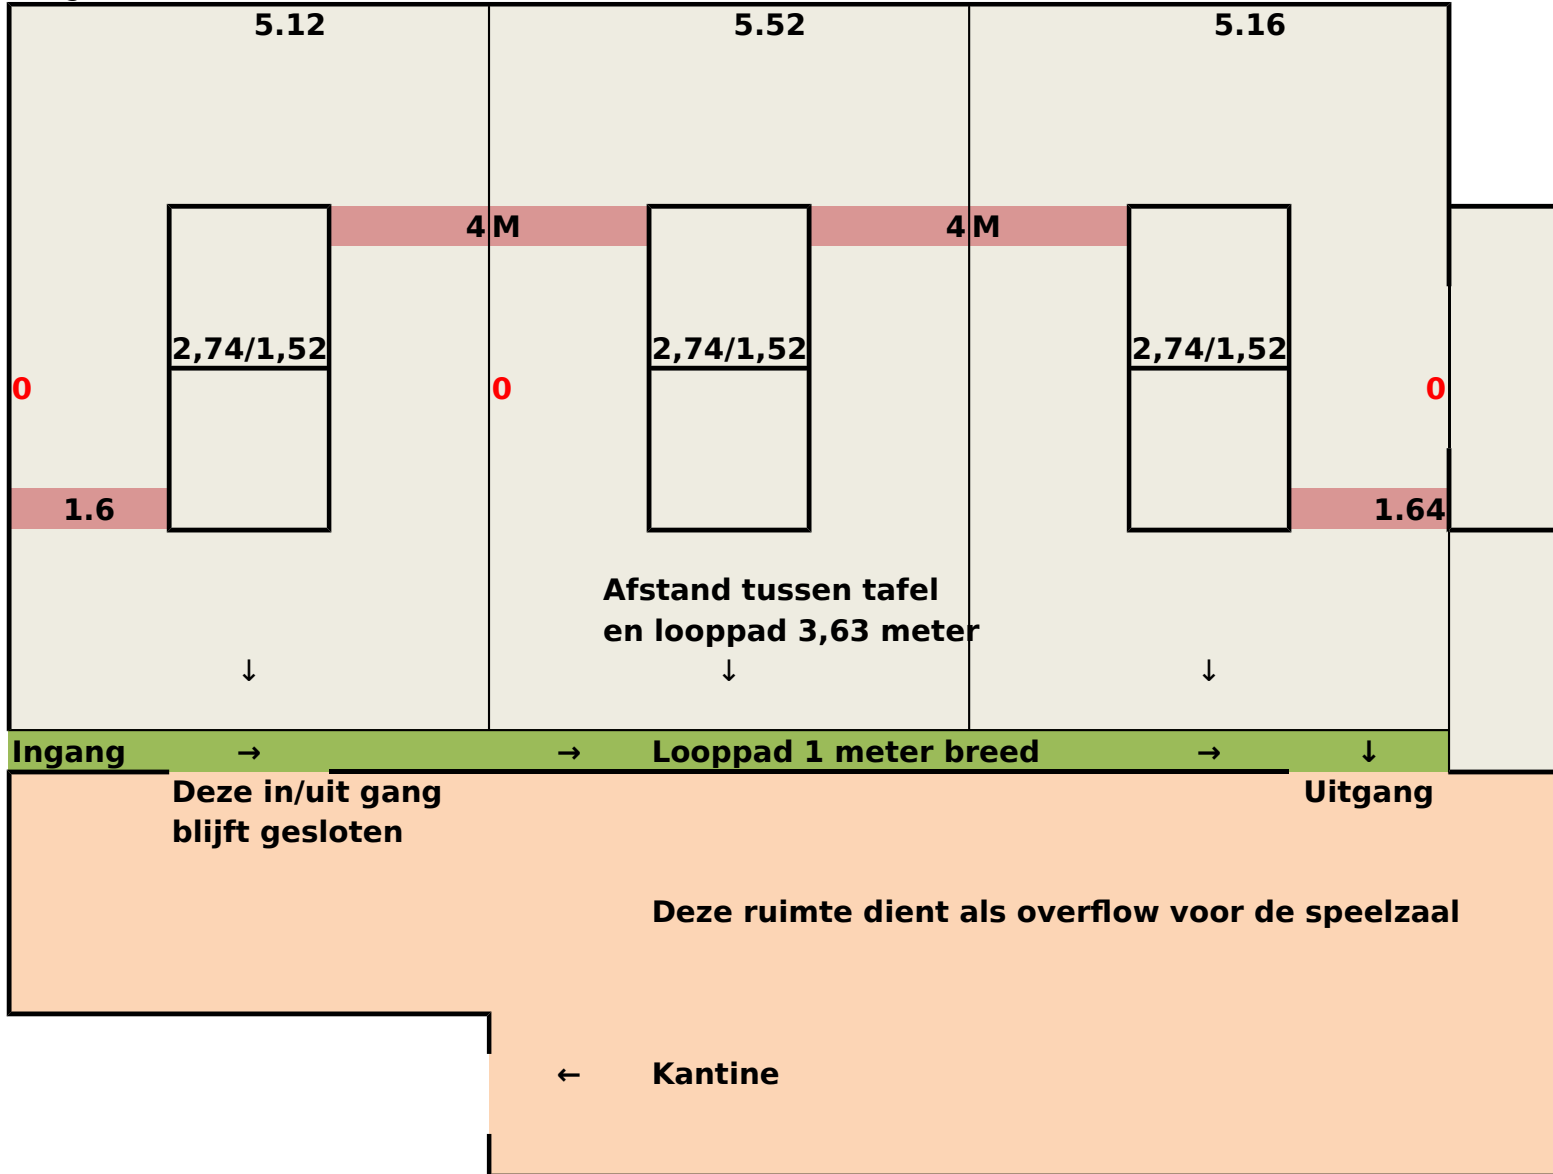 5.12 5.52 5.16
4 M 4 M
2,74/1,52 2,74/1,52 2,74/1,52
0 0 0
1.6 1.64
Afstand tussen tafel
en looppad 3,63 meter
↓ ↓ ↓
Ingang → → Looppad 1 meter breed → ↓
Deze in/uit gang Uitgang
blijft gesloten
Deze ruimte dient als overflow voor de speelzaal
← Kantine